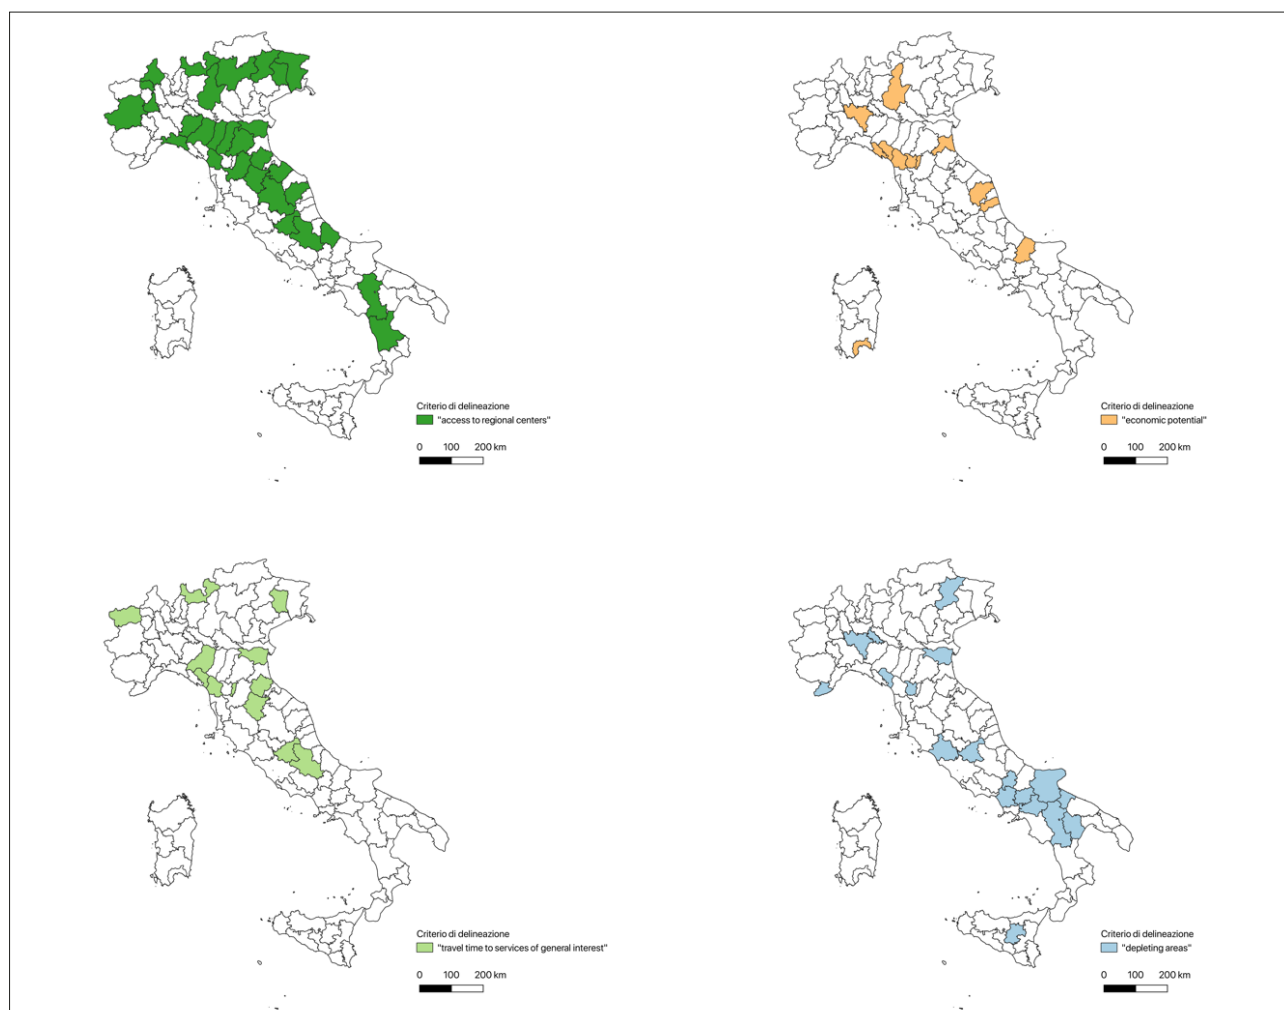 Criterio di delineazione
"access to regional centers"
0 100 200 km
Criterio di delineazione
"economic potential"
0 100 200 km
Criterio di delineazione
"travel time to services of general interest"
0 100 200 km
Criterio di delineazione
"depleting areas"
0 100 200 km